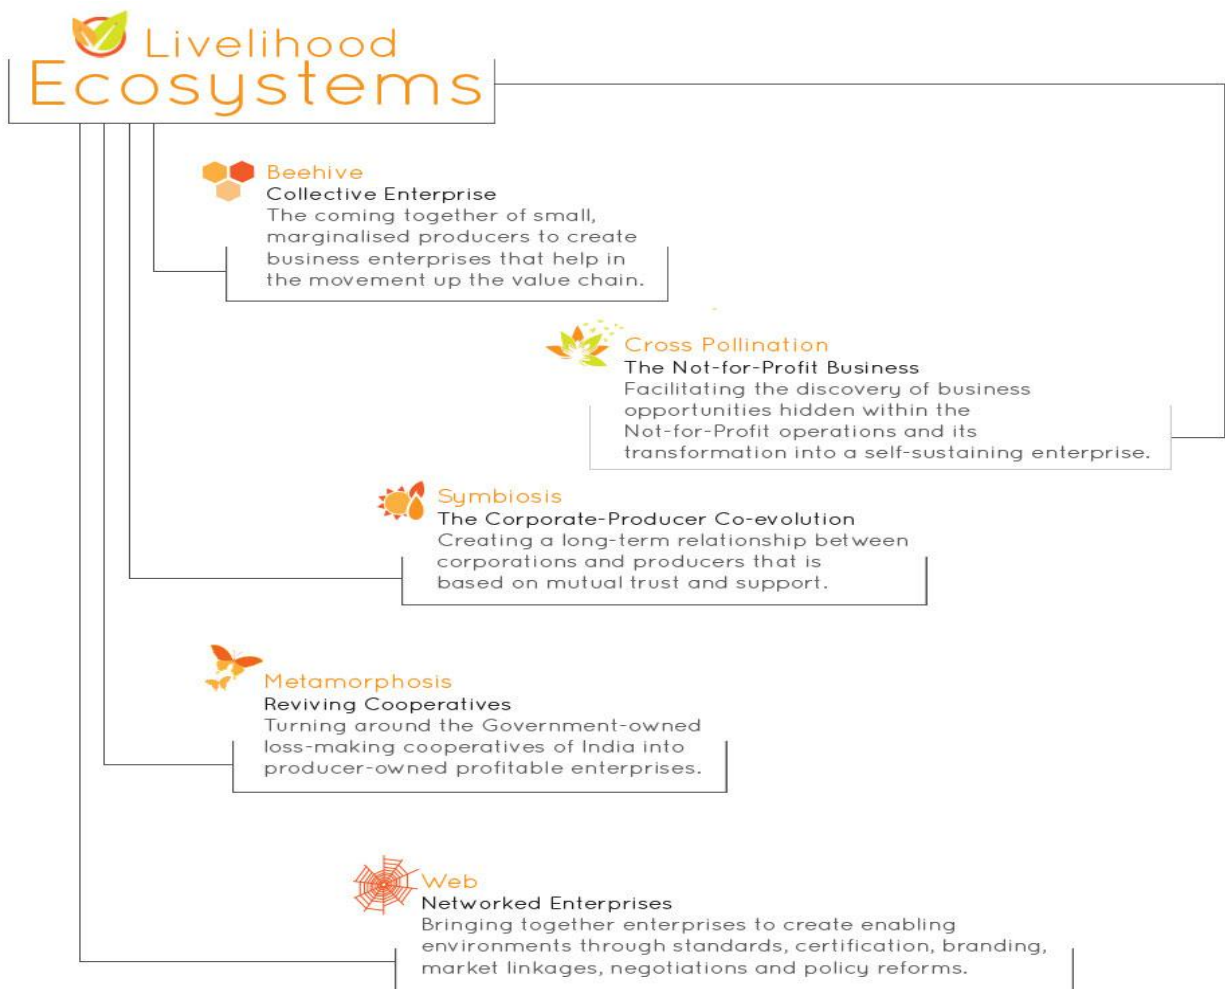 Livelihood
Ecosystems
Beehive
Collective Enterprise
The coming together of small,
marginalised producers to create
business enterprises that help in
the movement up the value chain.
Cross Pollination
The Not-for-Profit Business
Facilitating the discovery of business
opportunities hidden within the
Not-for-Profit operations and its
transformation into a self-sustaining enterprise.
Symbiosis
The Corporate-Producer Co-evolution
Creating a long-term relationship between
corporations and producers that is
based on mutual trust and support.
Metamorphosis
Reviving Cooperatives
Turning around the Government-owned
loss-making cooperatives of India into
producer-owned profitable enterprises.
Web
Networked Enterprises
Bringing together enterprises to create enabling
environments through standards, certification, branding,
market linkages, negotiations and policy reforms.